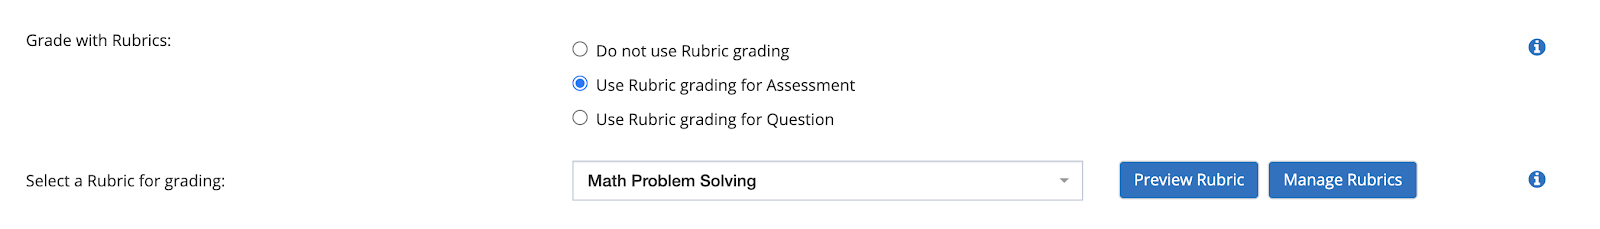 Grade with Rubrics:
Do not use Rubric grading
Use Rubric grading for Assessment
Use Rubric grading for Question
Select a Rubric for grading:
Math Problem Solving
Preview Rubric
Manage Rubrics